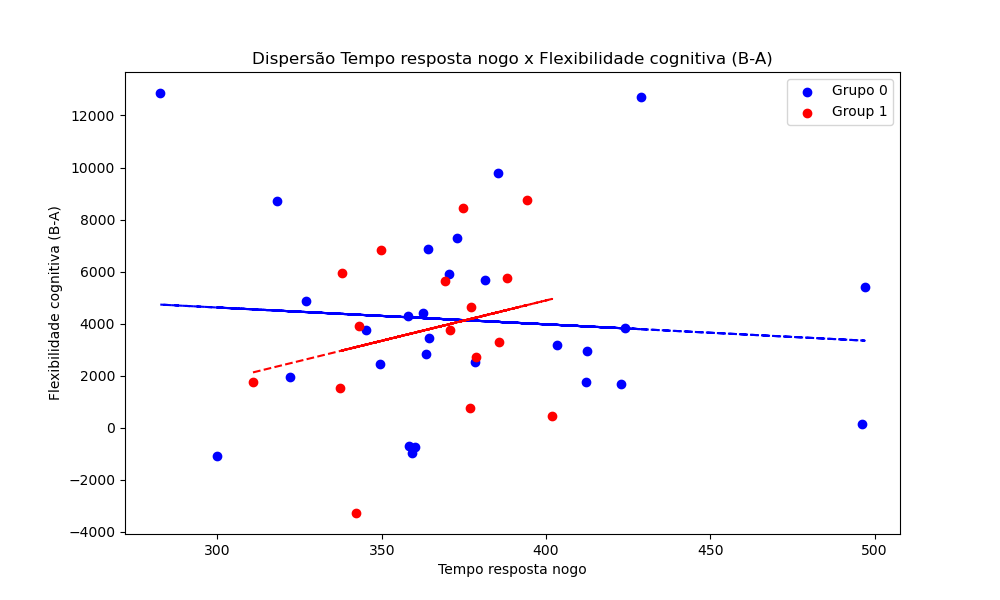 Dispersão Tempo resposta nogo x Flexibilidade cognitiva (B-A)
Grupo 0
Group 1
Flexibilidade cognitiva (B-A)
12000
10000
8000
6000
4000
2000
0
−2000
−4000
300
350
400
450
500
Tempo resposta nogo